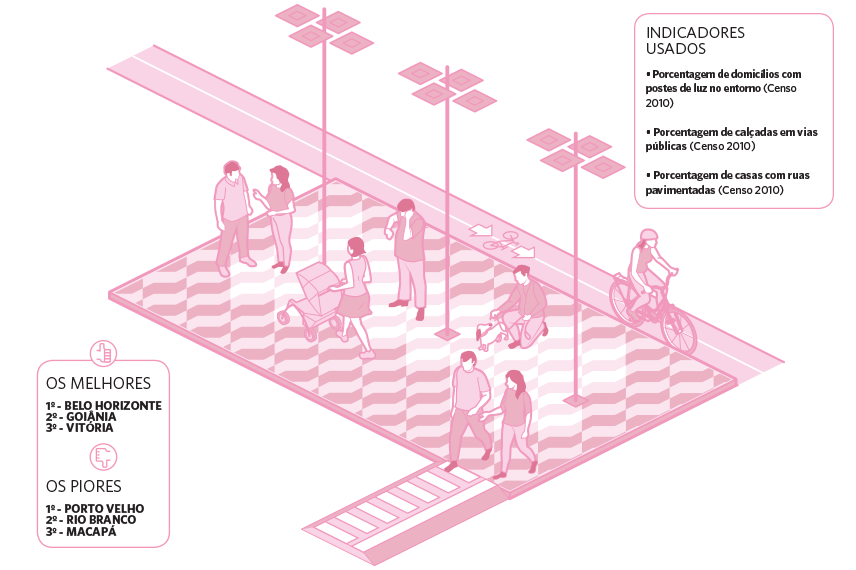 INDICADORES
USADOS
▪ Porcentagem de domicílios com
postes de luz no entorno (Censo
2010)
▪ Porcentagem de calçadas em vias
públicas (Censo 2010)
▪ Porcentagem de casas com ruas
pavimentadas (Censo 2010)
OS MELHORES
1º - BELO HORIZONTE
2º - GOIÂNIA
3º - VITÓRIA
OS PIORES
1º - PORTO VELHO
2º - RIO BRANCO
3º - MACAPÁ